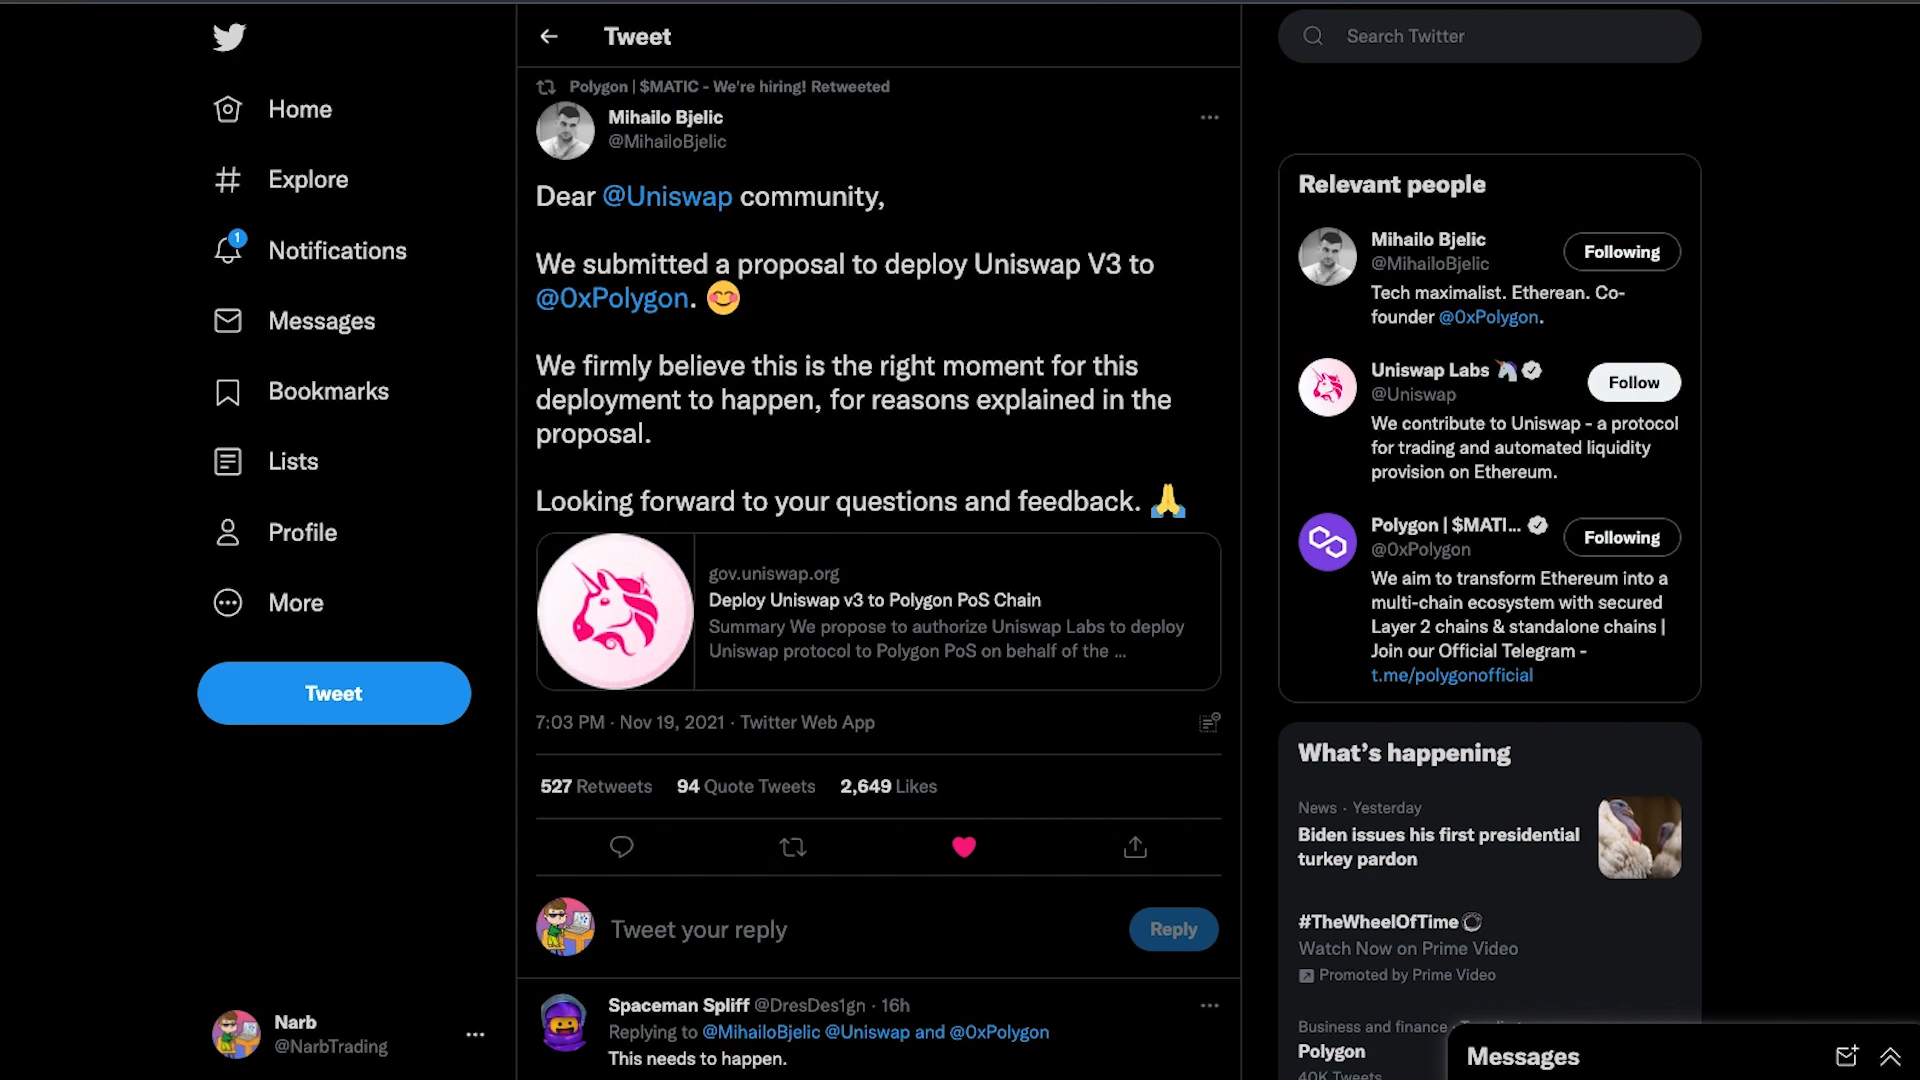 Home
Explore
1
Notifications
Messages
Bookmarks
Lists
Profile
More
Tweet
Narb
@NarbTrading
Tweet
Polygon | $MATIC - We're hiring! Retweeted
Mihailo Bjelic
@MihailoBjelic
Dear @Uniswap community,
We submitted a proposal to deploy Uniswap V3 to
@0xPolygon. 😊
We firmly believe this is the right moment for this
deployment to happen, for reasons explained in the
proposal.
Looking forward to your questions and feedback. 🙏
gov.uniswap.org
Deploy Uniswap v3 to Polygon PoS Chain
Summary We propose to authorize Uniswap Labs to deploy
Uniswap protocol to Polygon PoS on behalf of the ...
7:03 PM · Nov 19, 2021 · Twitter Web App
527 Retweets 94 Quote Tweets 2,649 Likes
Tweet your reply
Reply
Spaceman Spliff @DresDes1gn · 16h
Replying to @MihailoBjelic @Uniswap and @0xPolygon
This needs to happen.
Search Twitter
Relevant people
Mihailo Bjelic
@MihailoBjelic
Following
Tech maximalist. Etherean. Co-
founder @0xPolygon.
Uniswap Labs 🦄
@Uniswap
Follow
We contribute to Uniswap - a protocol
for trading and automated liquidity
provision on Ethereum.
Polygon | $MATI...
@0xPolygon
Following
We aim to transform Ethereum into a
multi-chain ecosystem with secured
Layer 2 chains & standalone chains |
Join our Official Telegram -
t.me/polygonofficial
What's happening
News · Yesterday
Biden issues his first presidential
turkey pardon
#TheWheelOfTime
Watch Now on Prime Video
Promoted by Prime Video
Business and finance ·
Polygon
40K Tweets
Messages